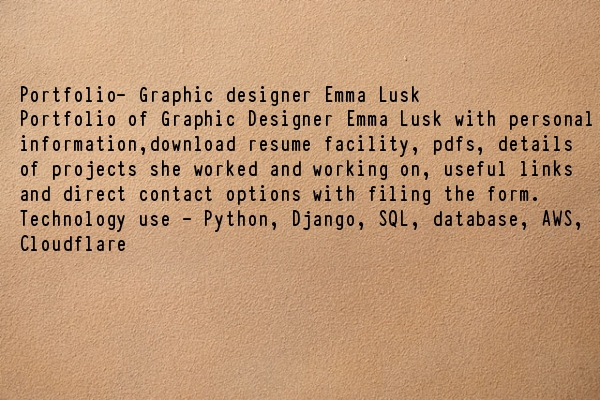 Portfolio- Graphic designer Emma Lusk
Portfolio of Graphic Designer Emma Lusk with personal
information,download resume facility, pdfs, details
of projects she worked and working on, useful links
and direct contact options with filing the form.
Technology use - Python, Django, SQL, database, AWS,
Cloudflare